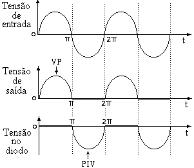 Tensão
de entrada
0
π
2π
t
VP
Tensão
de saída
0
π
2π
t
Tensão
no
diodo
0
π
2π
t
PIV